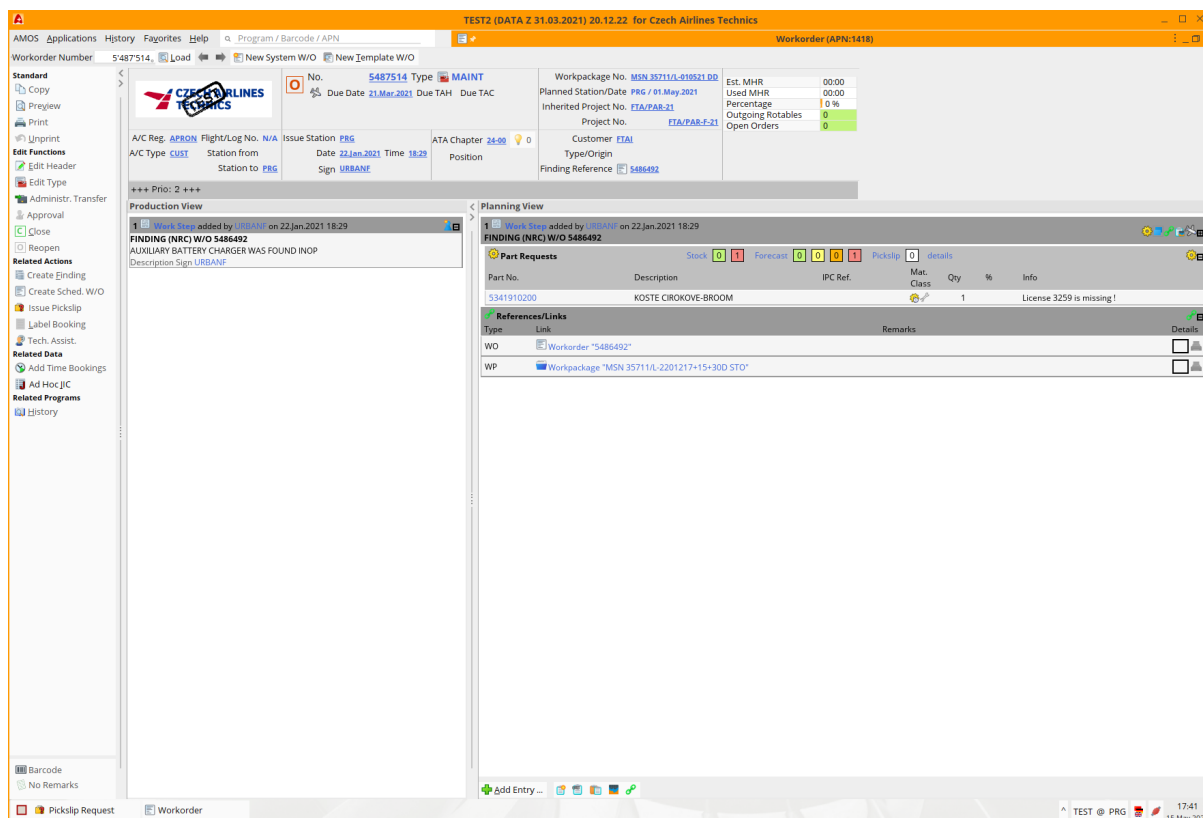 TEST2 (DATA Z 31.03.2021) 20.12.22 for Czech Airlines Technics
AMOS Applications History Favorites Help Program / Barcode / APN
Workorder (APN:1418)
Workorder Number 5'487'514 Load New System W/O New Template W/O
Standard
Copy
Preview
Print
Unprint
Edit Functions
Edit Header
Edit Type
Administr. Transfer
Approval
Close
Reopen
Related Actions
Create Finding
Create Sched. W/O
Issue Pickslip
Label Booking
Tech. Assist.
Related Data
Add Time Bookings
Ad Hoc JIC
Related Programs
History
Barcode
No Remarks
CZECH AIRLINES
TECHNICS
O No. 5487514 Type MAINT
Due Date 21.Mar.2021 Due TAH Due TAC
Workpackage No. MSN 35711/L-010521 DD
Planned Station/Date PRG / 01.May.2021
Inherited Project No. FTA/PAR-21
Project No. FTA/PAR-F-21
Est. MHR 00:00
Used MHR 00:00
Percentage 0 %
Outgoing Rotables 0
Open Orders 0
A/C Reg. APRON Flight/Log No. N/A
A/C Type CUST Station from
Station to PRG
Issue Station PRG
Date 22.Jan.2021 Time 18:29
Sign URBANF
ATA Chapter 24-00 0
Position
Customer FTAI
Type/Origin
Finding Reference 5486492
+++ Prio: 2 +++
Production View
1 Work Step added by URBANF on 22.Jan.2021 18:29
FINDING (NRC) W/O 5486492
AUXILIARY BATTERY CHARGER WAS FOUND INOP
Description Sign URBANF
Planning View
1 Work Step added by URBANF on 22.Jan.2021 18:29
FINDING (NRC) W/O 5486492
Part Requests Stock 0 1 Forecast 0 0 0 1 Pickslip 0 details
Part No. Description IPC Ref. Mat. Class Qty % Info
5341910200 KOSTE CIROKOVE-BROOM 1 License 3259 is missing !
References/Links
Type Link Remarks Details
WO Workorder "5486492"
WP Workpackage "MSN 35711/L-2201217+15+30D STD"
Add Entry ...
Pickslip Request Workorder
^ TEST @ PRG 17:41